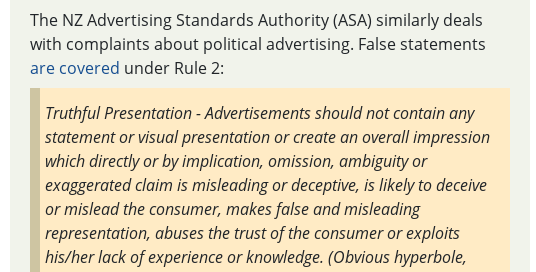 The NZ Advertising Standards Authority (ASA) similarly deals
with complaints about political advertising. False statements
are covered under Rule 2:
Truthful Presentation - Advertisements should not contain any
statement or visual presentation or create an overall impression
which directly or by implication, omission, ambiguity or
exaggerated claim is misleading or deceptive, is likely to deceive
or mislead the consumer, makes false and misleading
representation, abuses the trust of the consumer or exploits
his/her lack of experience or knowledge. (Obvious hyperbole,